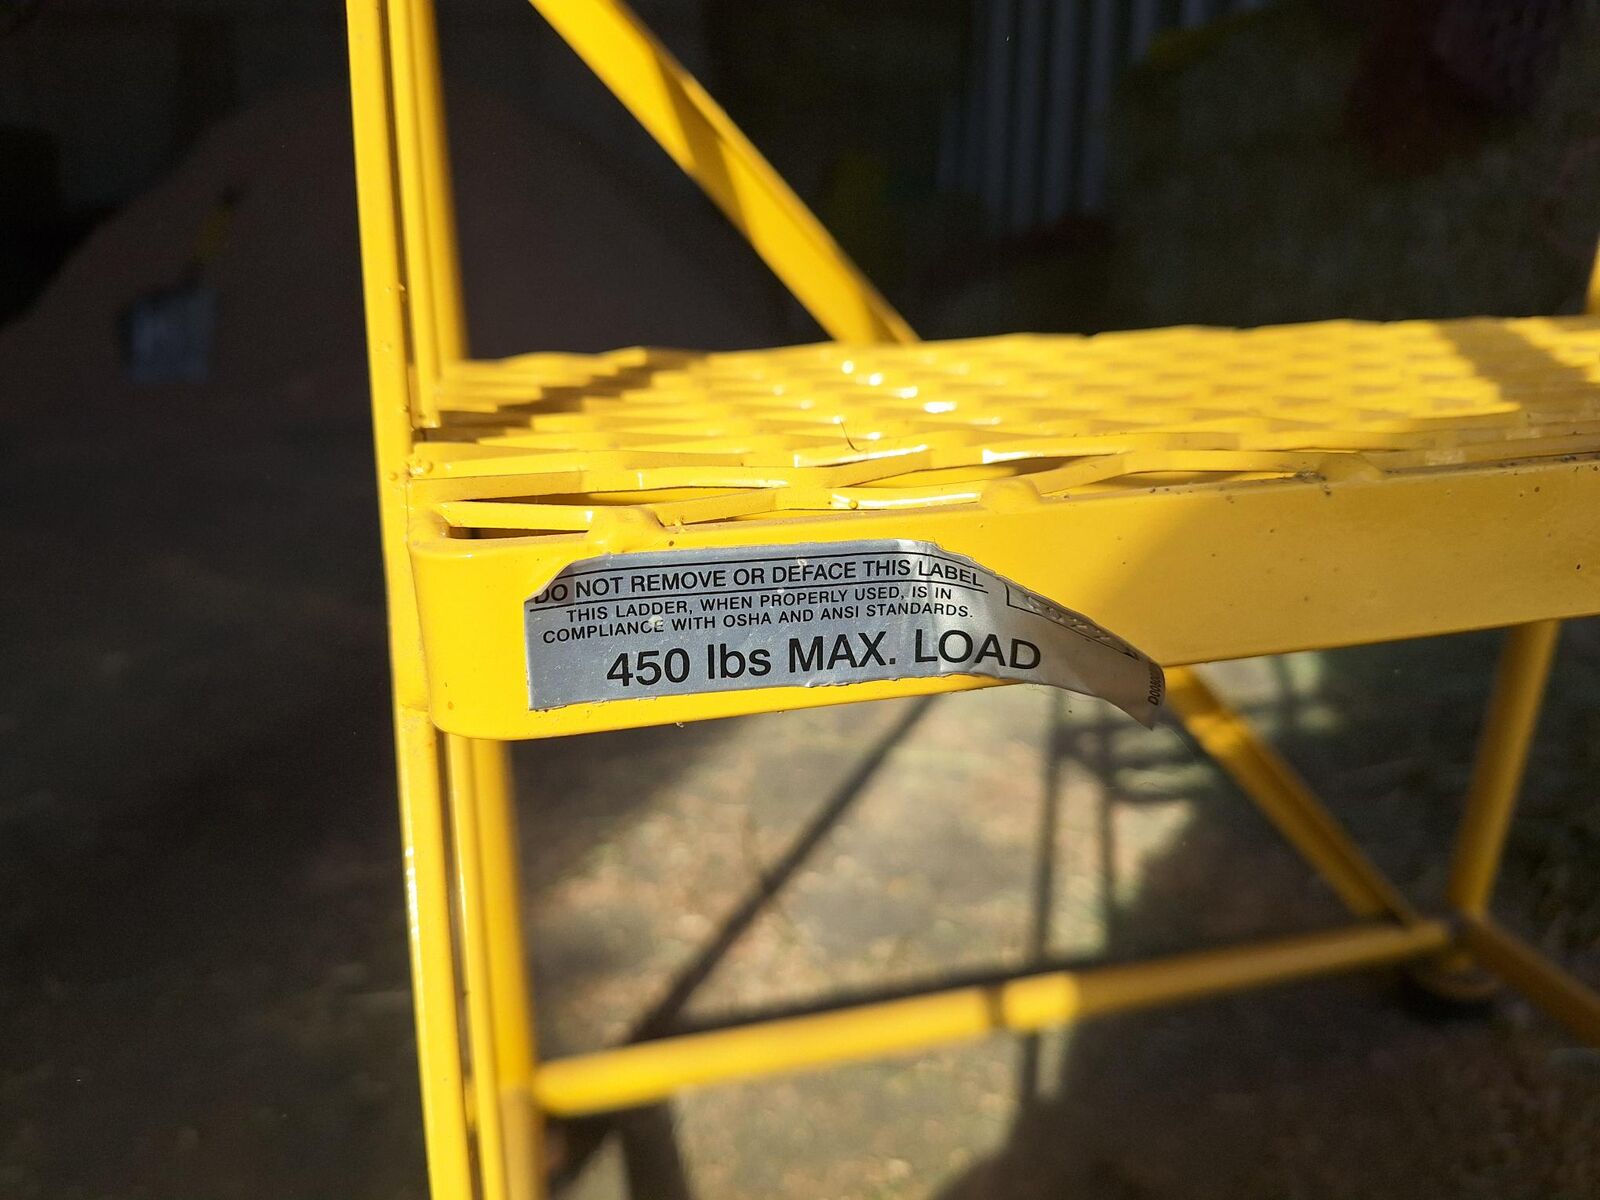 DO NOT REMOVE OR DEFACE THIS LABEL
THIS LADDER, WHEN PROPERLY USED, IS IN
COMPLIANCE WITH OSHA AND ANSI STANDARDS.
450 lbs MAX. LOAD